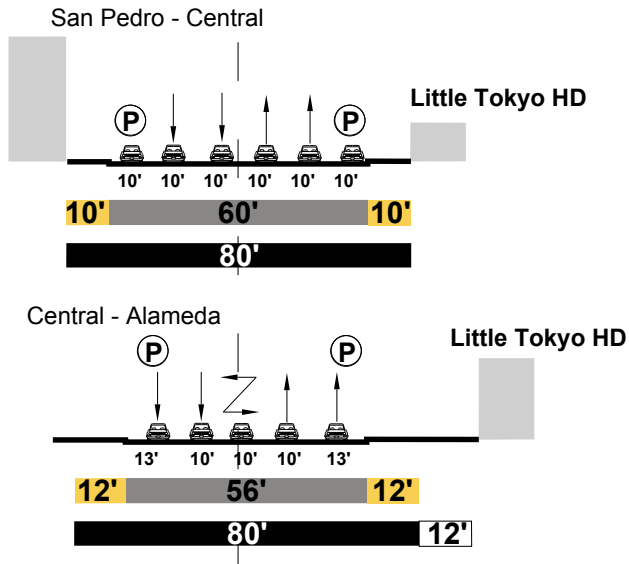 San Pedro - Central
Little Tokyo HD
P P
10' 10' 10' 10' 10' 10'
10' 60' 10'
80'
Central - Alameda
Little Tokyo HD
P P
13' 10' 10' 10' 13'
12' 56' 12'
80' 12'